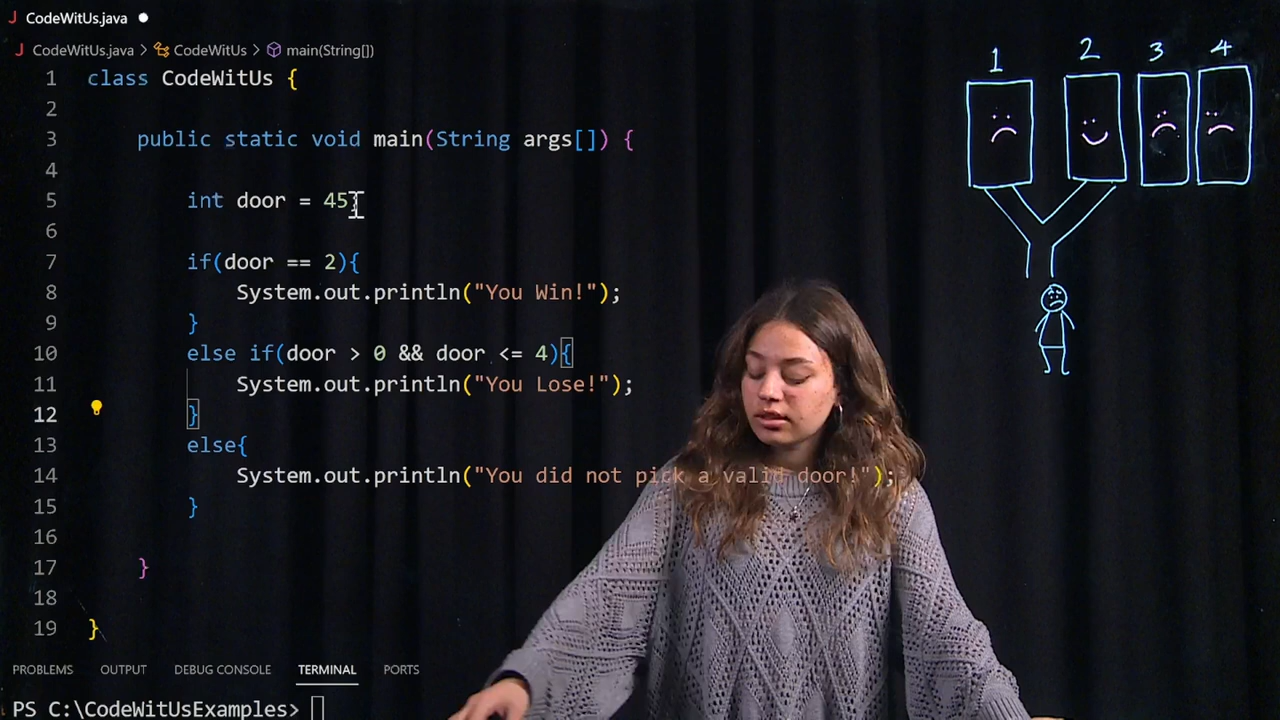 CodeWitUs.java
CodeWitUs.java > CodeWitUs > main(String[])
1 class CodeWitUs {
2
3 public static void main(String args[]) {
4
5 int door = 45;
6
7 if(door == 2){
8 System.out.println("You Win!");
9 }
10 else if(door > 0 && door <= 4){
11 System.out.println("You Lose!");
12 }
13 else{
14 System.out.println("You did not pick a valid door!");
15 }
16
17 }
18
19 }
PROBLEMS OUTPUT DEBUG CONSOLE TERMINAL PORTS
PS C:\CodeWitUsExamples>
1 2 3 4